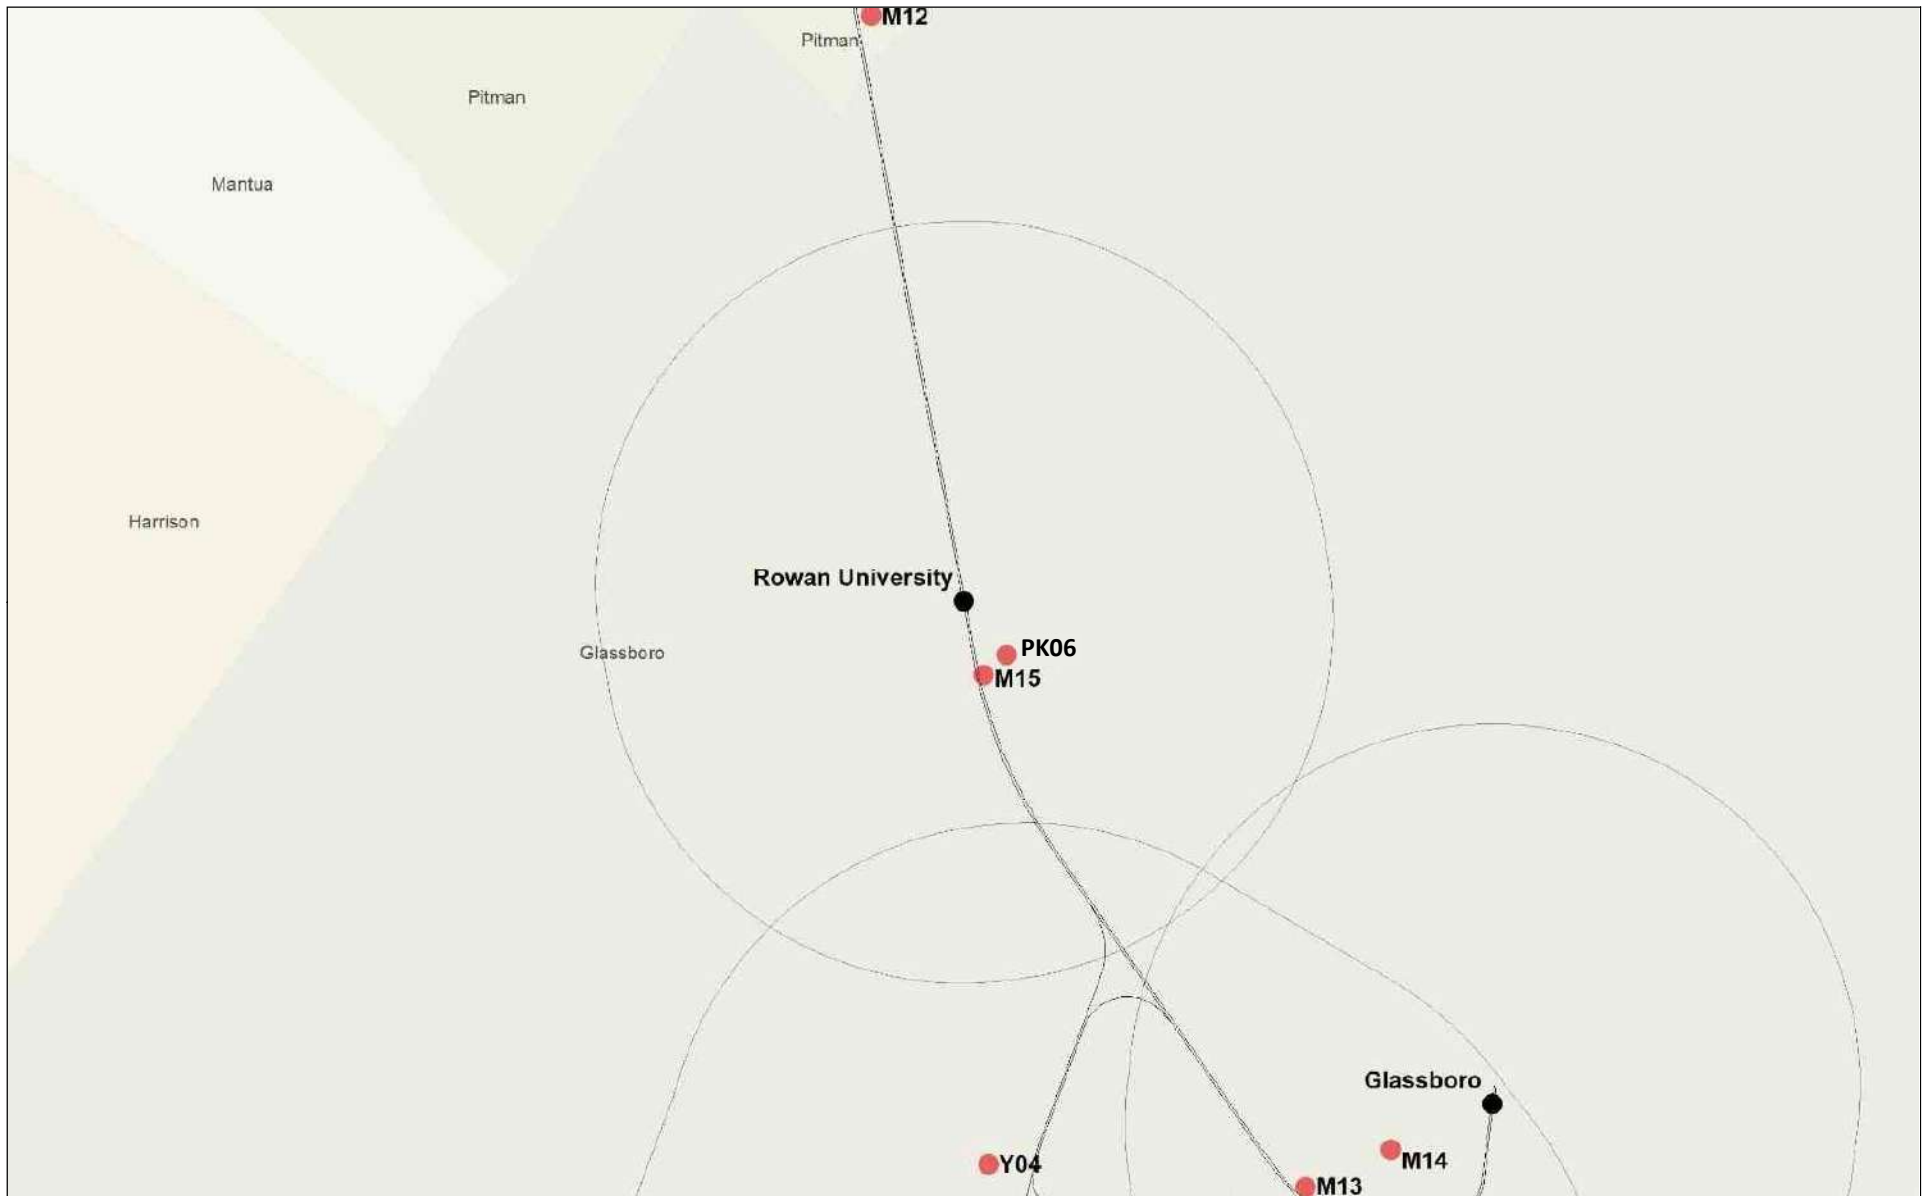 M12
Pitman
Pitman
Mantua
Harrison
Rowan University
PK06
Glassboro
M15
Glassboro
M14
Y04
M13